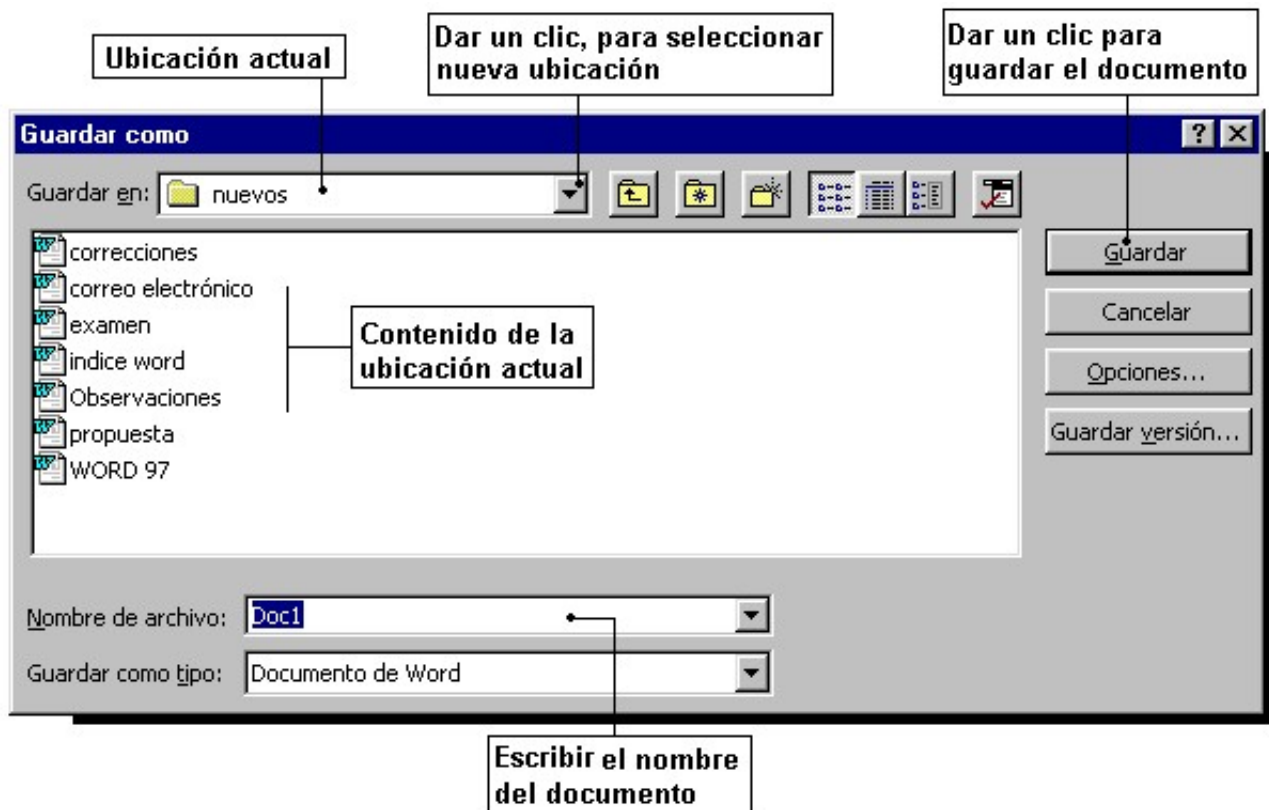 Ubicación actual
Dar un clic, para seleccionar
nueva ubicación
Dar un clic para
guardar el documento
Guardar como
Guardar en: nuevos
correcciones
correo electrónico
examen
indice word
Observaciones
propuesta
WORD 97
Contenido de la
ubicación actual
Guardar
Cancelar
Opciones...
Guardar versión...
Nombre de archivo: Doc1
Guardar como tipo: Documento de Word
Escribir el nombre
del documento